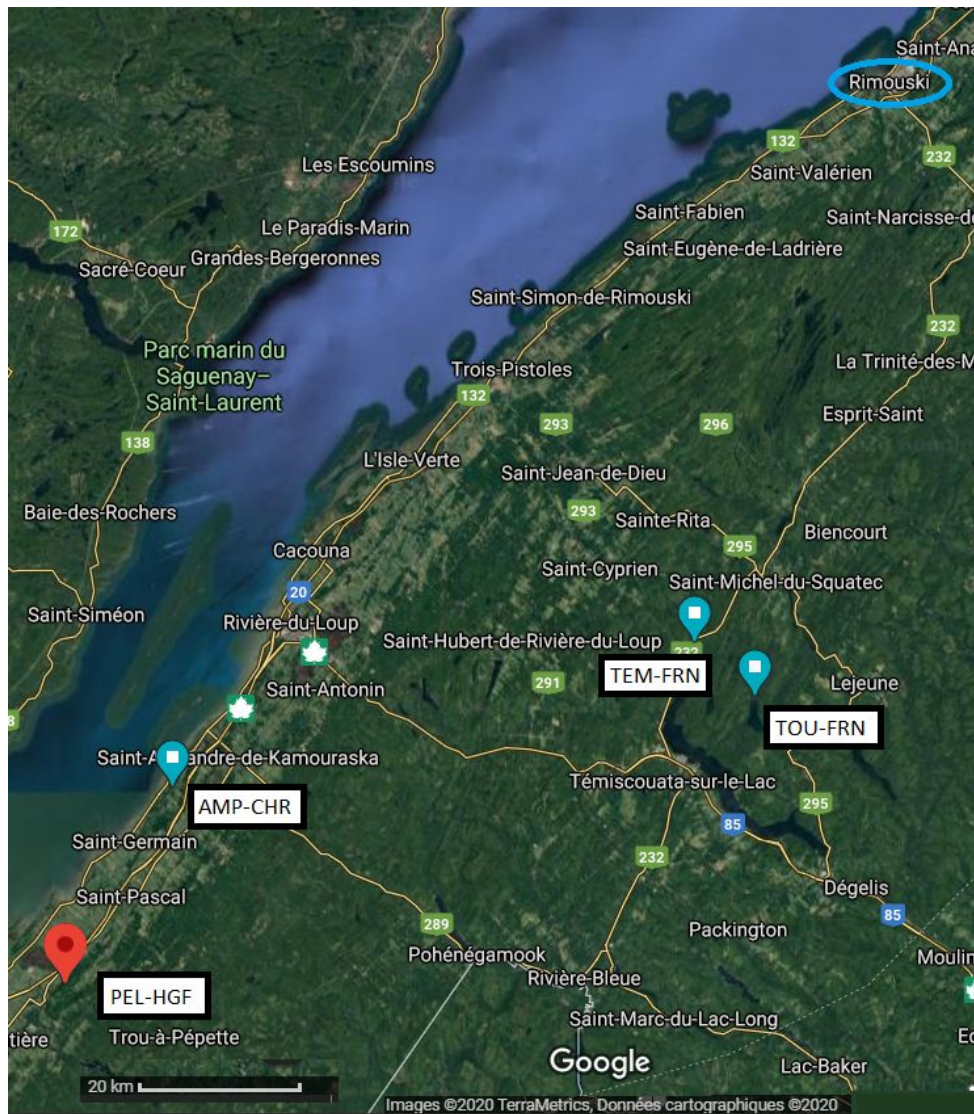 Saint-Ana
Rimouski
132
232
Les Escoumins
Saint-Valérien
172
Le Paradis-Marin
Saint-Fabien
Saint-Narcisse-de
Sacré-Coeur
Grandes-Bergeronnes
Saint-Eugène-de-Ladrière
Saint-Simon-de-Rimouski
232
Parc marin du
Saguenay–
Saint-Laurent
La Trinité-des-M
Trois-Pistoles
132
Esprit-Saint
293
296
138
L'Isle-Verte
Saint-Jean-de-Dieu
Baie-des-Rochers
293
Sainte-Rita
Biencourt
295
Cacouna
Saint-Cyprien
Saint-Michel-du-Squatec
20
Saint-Siméon
Rivière-du-Loup
Saint-Hubert-de-Rivière-du-Loup
232
TEM-FRN
291
Lejeune
Saint-Antonin
TOU-FRN
8
Saint-A
andre-de-Kamouraska
Témiscouata-sur-le-Lac
AMP-CHR
295
85
Saint-Germain
232
Saint-Pascal
Dégelis
85
289
Packington
Pohénégamook
Moulin
Rivière-Bleue
PEL-HGF
Saint-Marc-du-Lac-Long
tière
Trou-à-Pépette
Google
Lac-Baker
20 km
Images ©2020 TerraMetrics, Données cartographiques ©2020